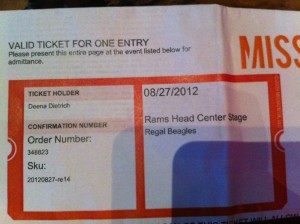 VALID TICKET FOR ONE ENTRY
Please present this entire page at the event listed below for
admittance.
MISS
TICKET HOLDER
Deena Dietrich
CONFIRMATION NUMBER
Order Number:
348823
Sku:
20120827-re14
08/27/2012
Rams Head Center Stage
Regal Beagles